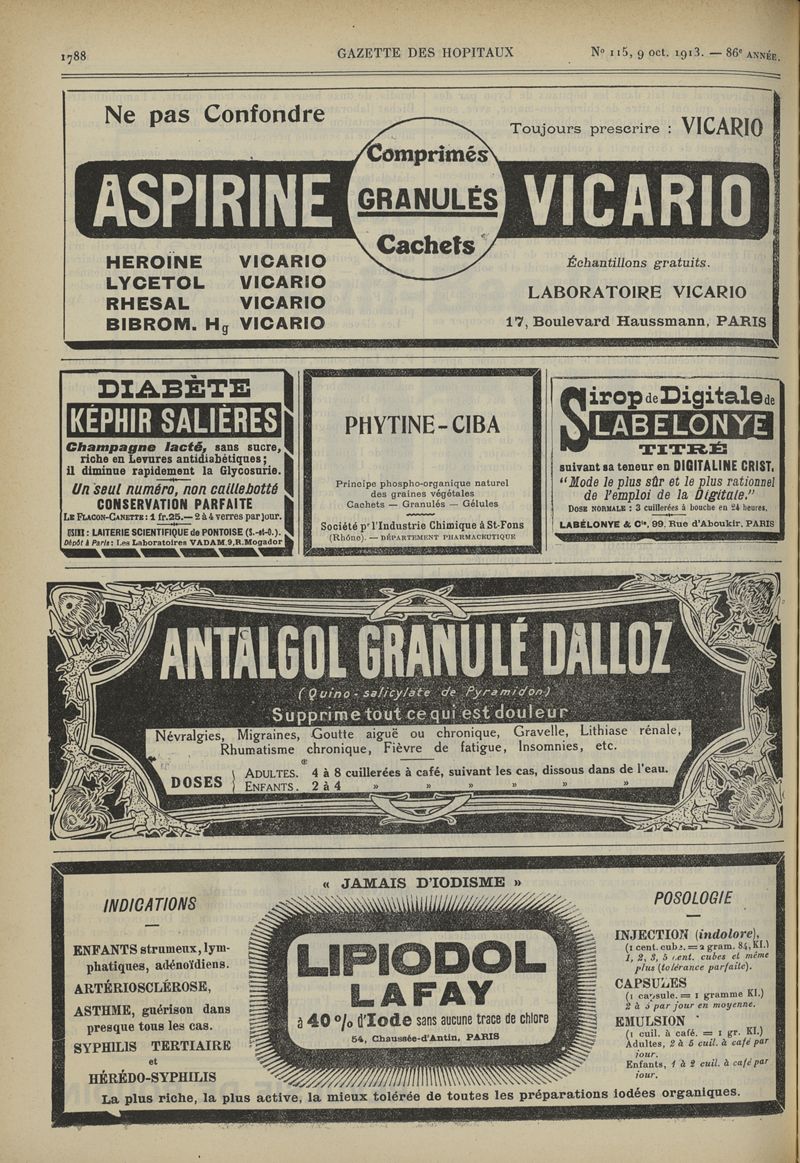 1788
GAZETTE DES HOPITAUX
Nº 115, 9 oct. 1913. — 86e ANNÉE.
Ne pas Confondre
Toujours prescrire : VICARIO
ASPIRINE
Comprimés
GRANULÉS
Cachets
VICARIO
HEROÏNE VICARIO
LYCETOL VICARIO
RHESAL VICARIO
BIBROM. Hg VICARIO
Échantillons gratuits.
LABORATOIRE VICARIO
17, Boulevard Haussmann, PARIS
DIABÈTE
KÉPHIR SALIÈRES
Champagne lacté, sans sucre,
riche en Levures antidiabétiques ;
il diminue rapidement la Glycosurie.
Un seul numéro, non caillebotté
CONSERVATION PARFAITE
LE FLACON-CANETTE : 1 fr.25.— 2 à 4 verres par jour.
USINE : LAITERIE SCIENTIFIQUE de PONTOISE (S.-et-O.).
Dépôt à Paris : Les Laboratoires VADAM.9,R.Mogador
PHYTINE-CIBA
Principe phospho-organique naturel
des graines végétales
Cachets — Granulés — Gélules
Société pr l'Industrie Chimique à St-Fons
(Rhône). — DÉPARTEMENT PHARMACEUTIQUE
Sirop de Digitale de
LABELONYE
TITRÉ
suivant sa teneur en DIGITALINE CRIST.
"Mode le plus sûr et le plus rationnel
de l'emploi de la Digitale."
DOSE NORMALE : 3 cuillerées à bouche en 24 heures.
LABÉLONYE & Cie, 99, Rue d'Aboukir, PARIS
ANTALGOL GRANULÉ DALLOZ
(Quino-salicylate de Pyramidon)
Supprime tout ce qui est douleur
Névralgies, Migraines, Goutte aiguë ou chronique, Gravelle, Lithiase rénale,
Rhumatisme chronique, Fièvre de fatigue, Insomnies, etc.
DOSES
ADULTES. 4 à 8 cuillerées à café, suivant les cas, dissous dans de l'eau.
ENFANTS. 2 à 4 » » » » » »
« JAMAIS D'IODISME »
INDICATIONS
ENFANTS strumeux, lym-
phatiques, adénoïdiens.
ARTÉRIOSCLÉROSE,
ASTHME, guérison dans
presque tous les cas.
SYPHILIS TERTIAIRE
et
HÉRÉDO-SYPHILIS
LIPIODOL
LAFAY
à 40 % d'Iode sans aucune trace de chlore
54, Chaussée-d'Antin, PARIS
POSOLOGIE
INJECTION (indolore),
(1 cent. cube. = 2 gram. 84, KI.)
1, 2, 3, 5 cent. cubes et même
plus (tolérance parfaite).
CAPSULES
(1 capsule. = 1 gramme KI.)
2 à 3 par jour en moyenne.
EMULSION
(1 cuil. à café. = 1 gr. KI.)
Adultes, 2 à 5 cuil. à café par
jour.
Enfants, 1 à 2 cuil. à café par
jour.
La plus riche, la plus active, la mieux tolérée de toutes les préparations iodées organiques.